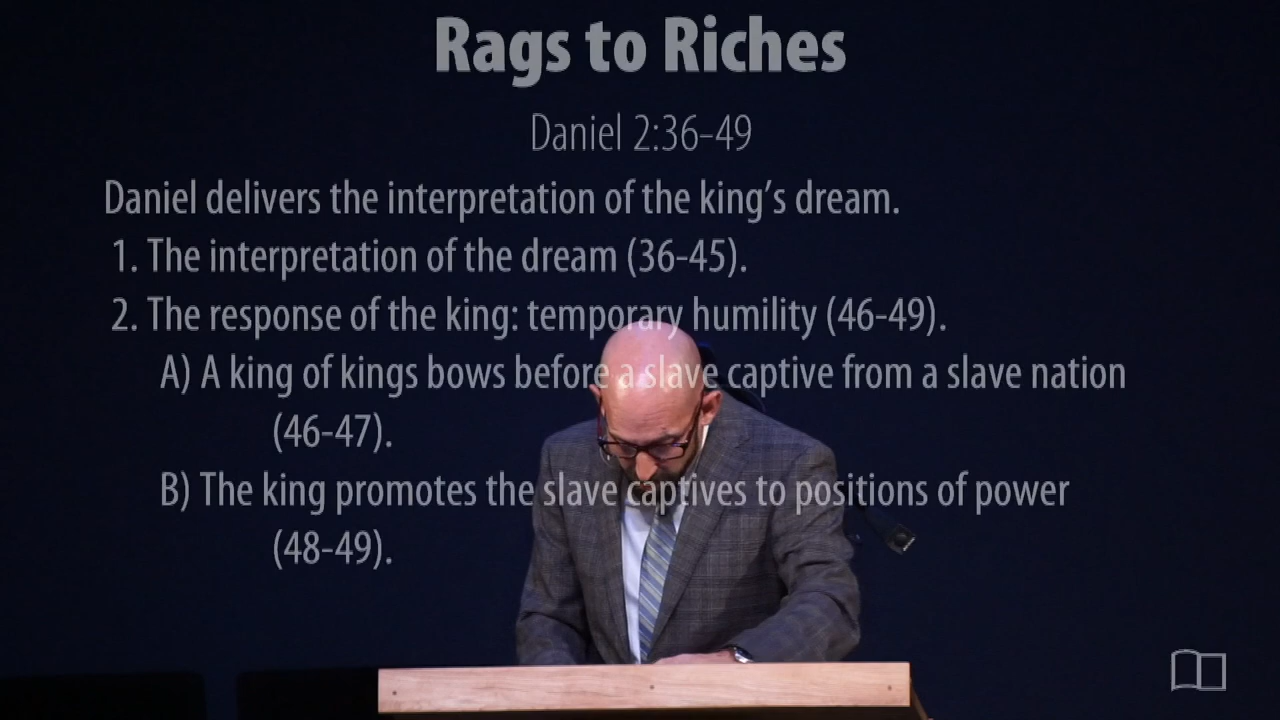 Rags to Riches
Daniel 2:36-49
Daniel delivers the interpretation of the king's dream.
1. The interpretation of the dream (36-45).
2. The response of the king: temporary humility (46-49).
A) A king of kings bows before a slave captive from a slave nation
(46-47).
B) The king promotes the slave captives to positions of power
(48-49).